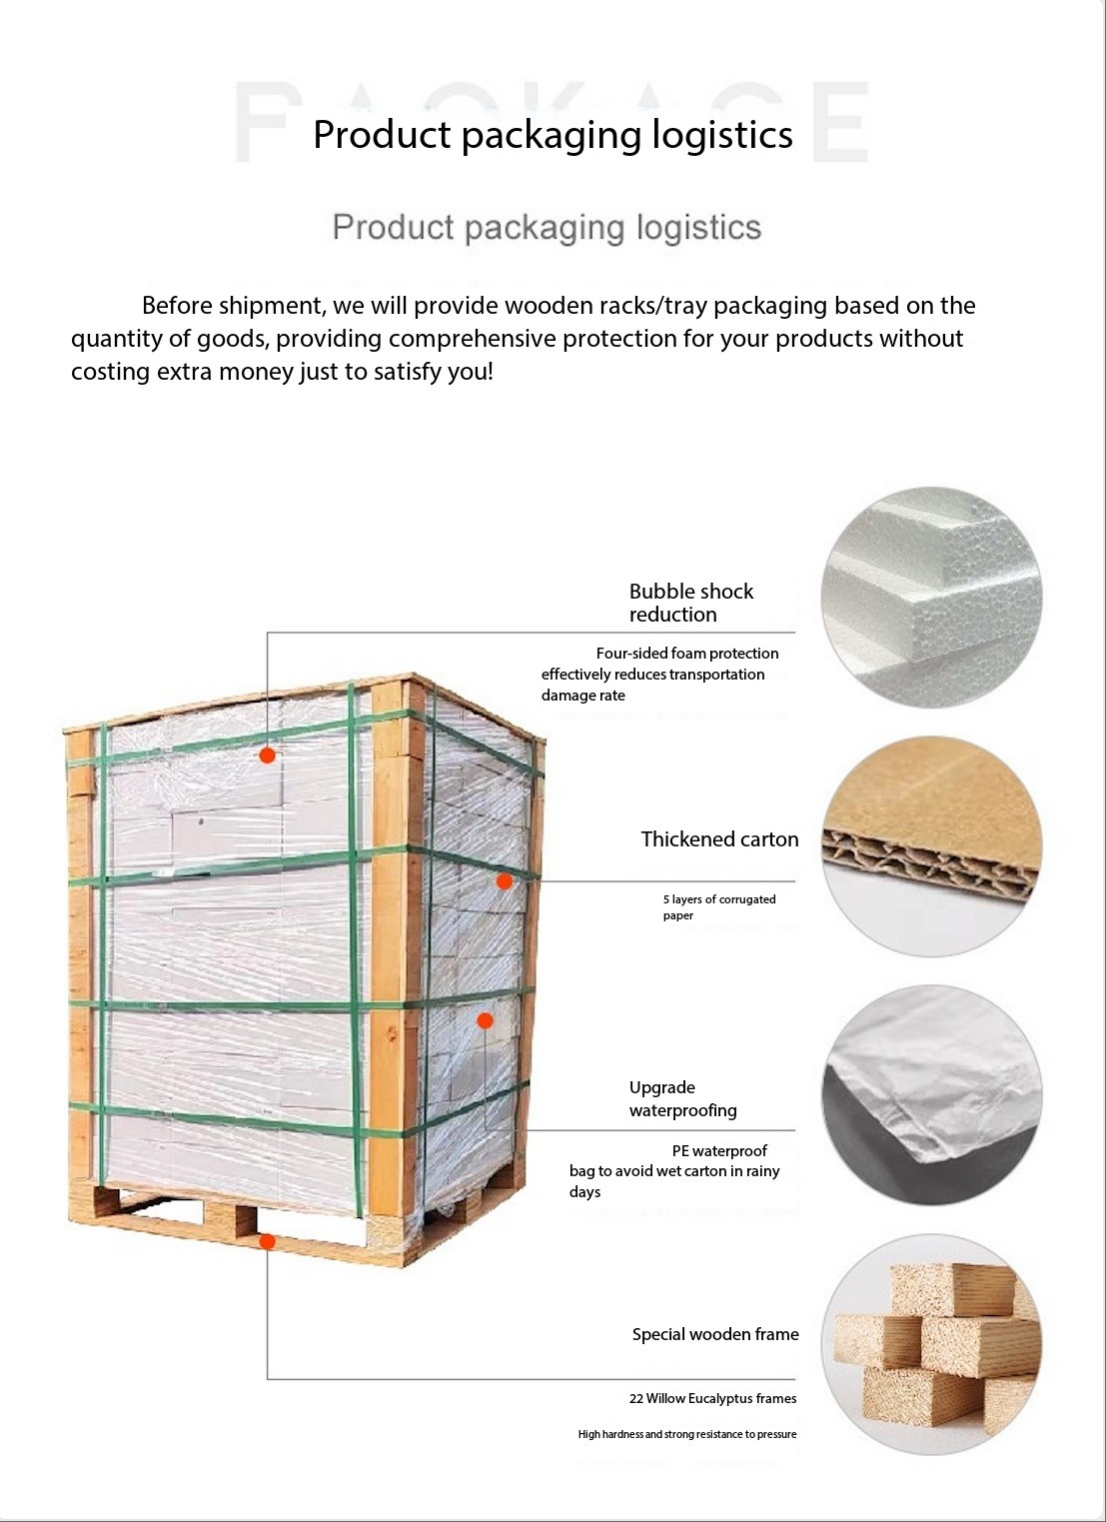 PACKAGE
Product packaging logistics
Product packaging logistics
Before shipment, we will provide wooden racks/tray packaging based on the
quantity of goods, providing comprehensive protection for your products without
costing extra money just to satisfy you!
Bubble shock
reduction
Four-sided foam protection
effectively reduces transportation
damage rate
Thickened carton
5 layers of corrugated
paper
Upgrade
waterproofing
PE waterproof
bag to avoid wet carton in rainy
days
Special wooden frame
22 Willow Eucalyptus frames
High hardness and strong resistance to pressure